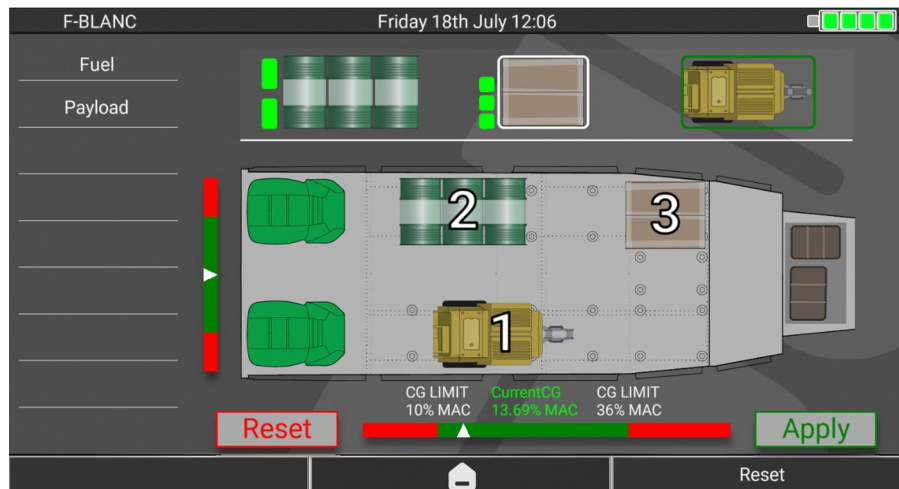 F-BLANC
Friday 18th July 12:06
Fuel
Payload
2
3
1
CG LIMIT
10% MAC
CurrentCG
13.69% MAC
CG LIMIT
36% MAC
Reset
Apply
Reset